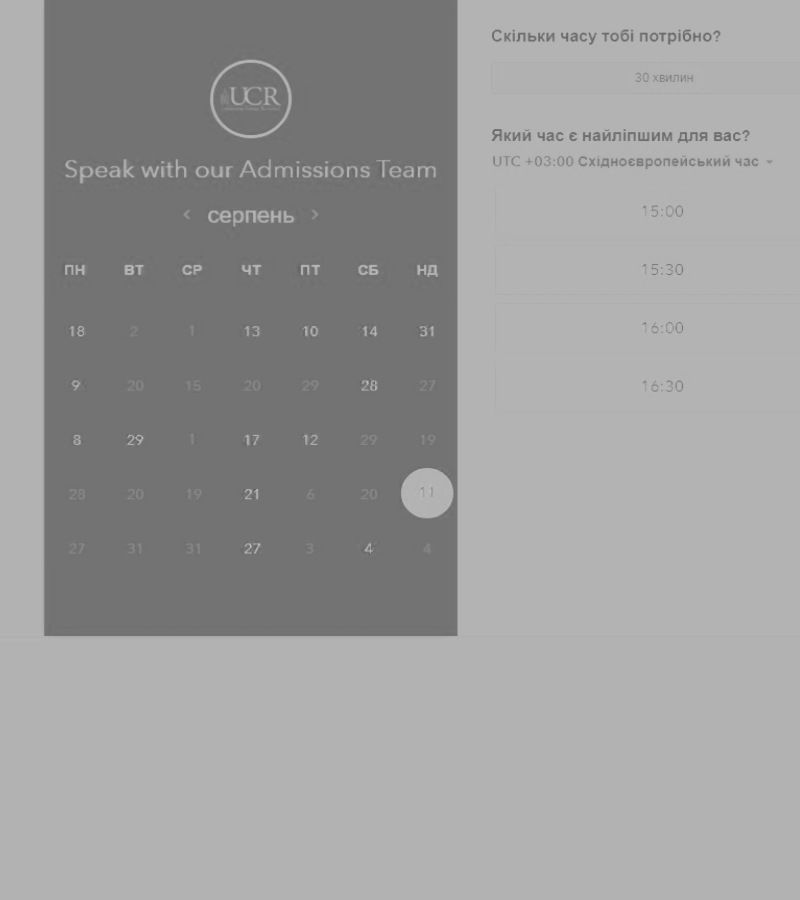 UCR
Speak with our Admissions Team
‹ серпень ›
ПН ВТ СР ЧТ ПТ СБ НД
18 2 1 13 10 14 31
9 20 15 20 29 28 27
8 29 1 17 12 29 19
28 20 19 21 6 20 11
27 31 31 27 3 4 4
Скільки часу тобі потрібно?
30 хвилин
Який час є найліпшим для вас?
UTC +03:00 Східноєвропейський час
15:00
15:30
16:00
16:30